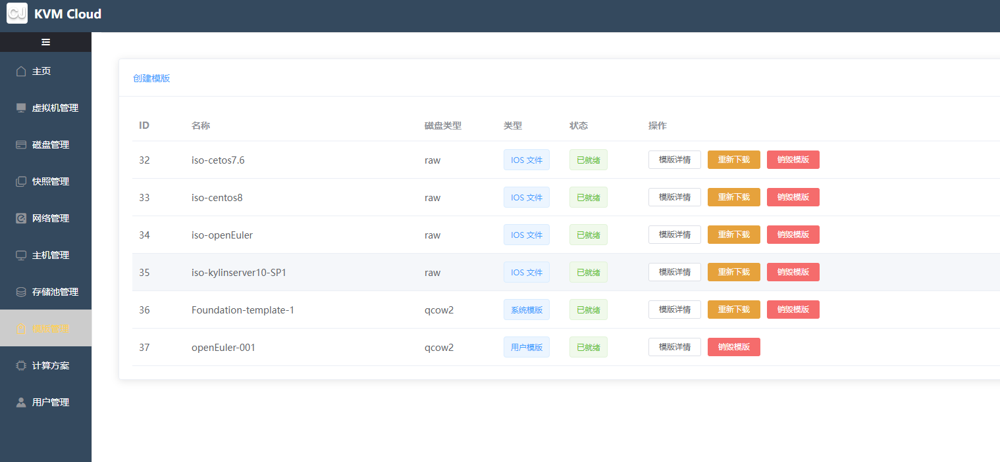 CJ KVM Cloud
主页
虚拟机管理
磁盘管理
快照管理
网络管理
主机管理
存储池管理
模版管理
计算方案
用户管理
创建模版
ID 名称 磁盘类型 类型 状态 操作
32 iso-cetos7.6 raw IOS 文件 已就绪 模版详情 重新下载 销毁模版
33 iso-centos8 raw IOS 文件 已就绪 模版详情 重新下载 销毁模版
34 iso-openEuler raw IOS 文件 已就绪 模版详情 重新下载 销毁模版
35 iso-kylinserver10-SP1 raw IOS 文件 已就绪 模版详情 重新下载 销毁模版
36 Foundation-template-1 qcow2 系统模版 已就绪 模版详情 重新下载 销毁模版
37 openEuler-001 qcow2 用户模版 已就绪 模版详情 销毁模版